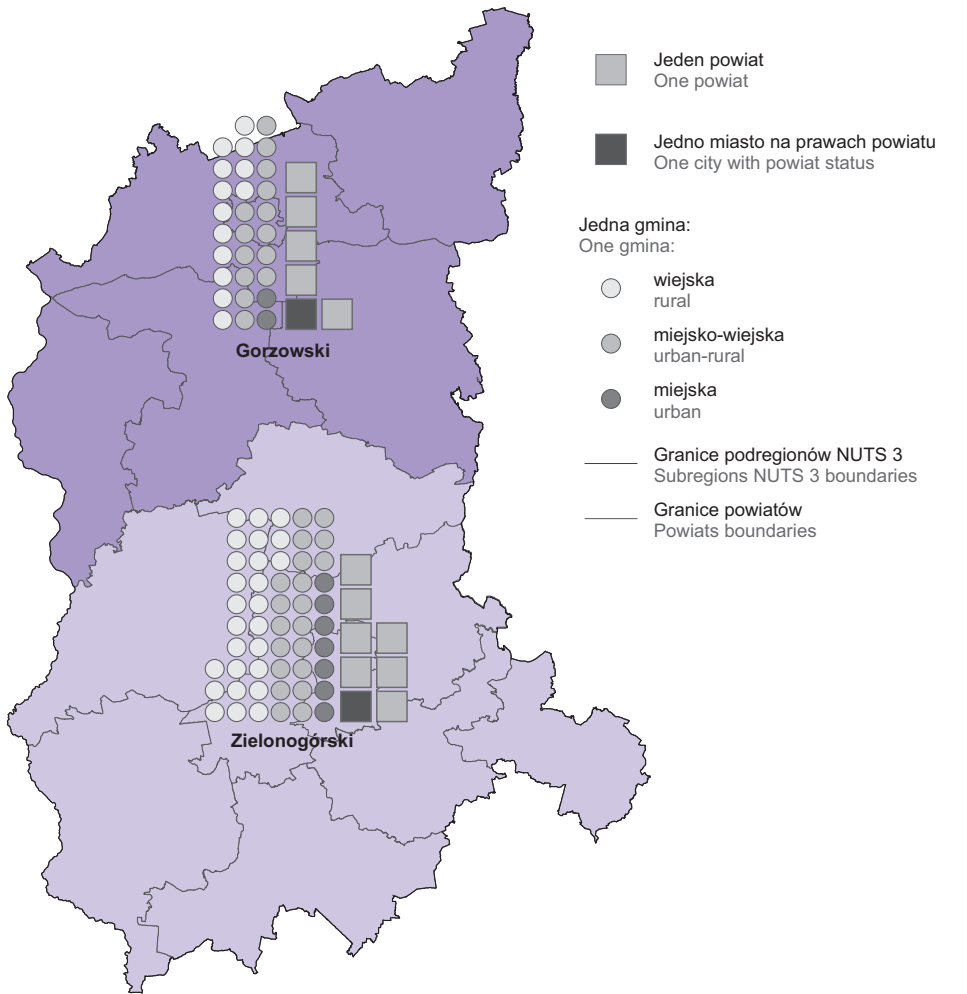 Jeden powiat
One powiat
Jedno miasto na prawach powiatu
One city with powiat status
Jedna gmina:
One gmina:
wiejska
rural
miejsko-wiejska
urban-rural
miejska
urban
Granice podregionów NUTS 3
Subregions NUTS 3 boundaries
Granice powiatów
Powiats boundaries
Gorzowski
Zielonogórski